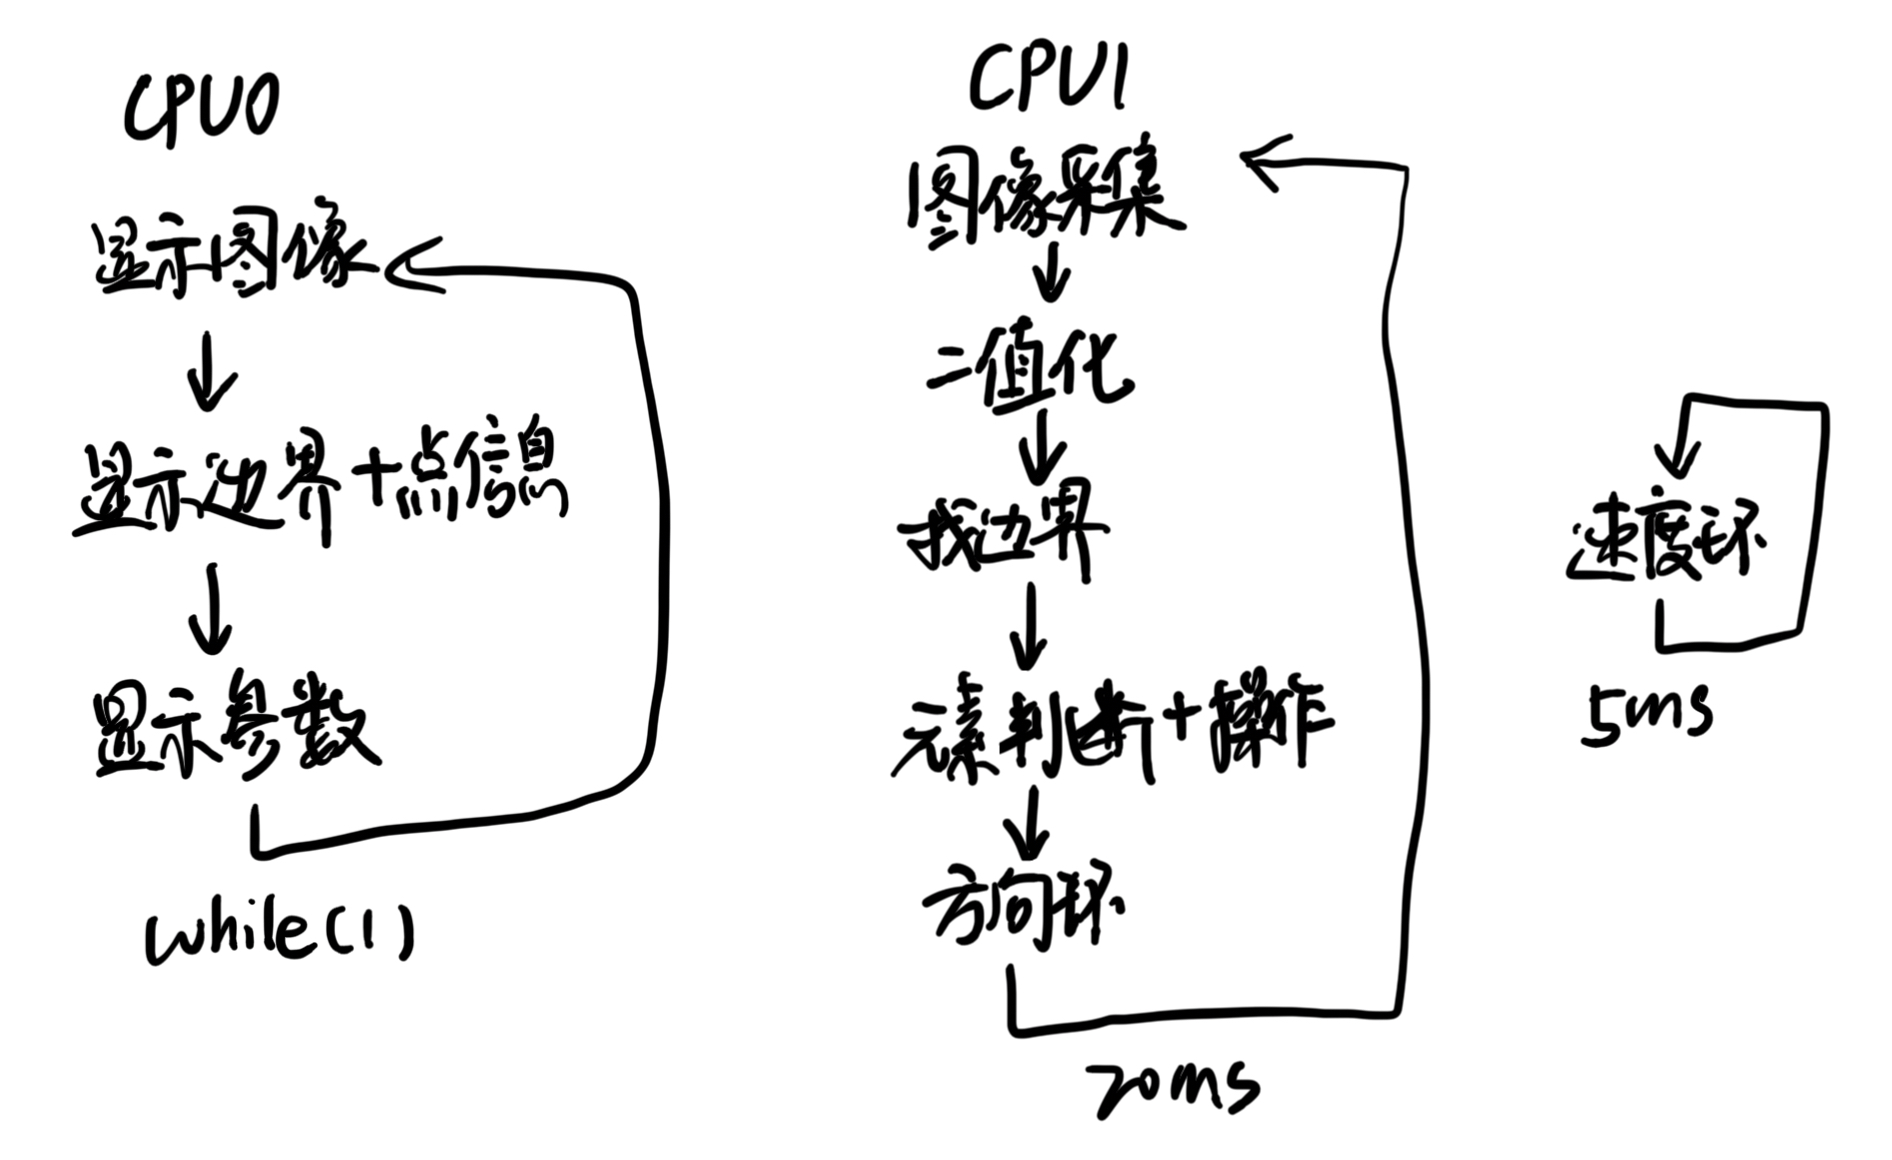 CPU0
显示图像
显示边界+点信息
显示参数
while(1)
CPU1
图像采集
二值化
找边界
元素判断+操作
方向环
20ms
速度环
5ms